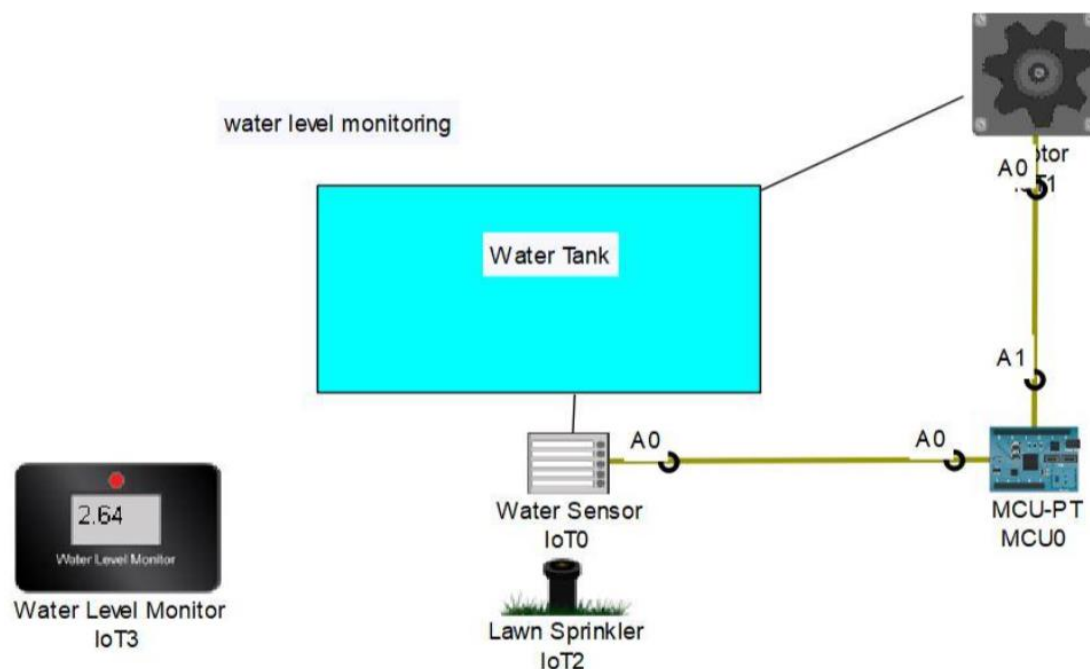 water level monitoring
Water Tank
A0
A1
A0
A0
Water Sensor
IoT0
MCU-PT
MCU0
2.64
Water Level Monitor
Water Level Monitor
IoT3
Lawn Sprinkler
IoT2